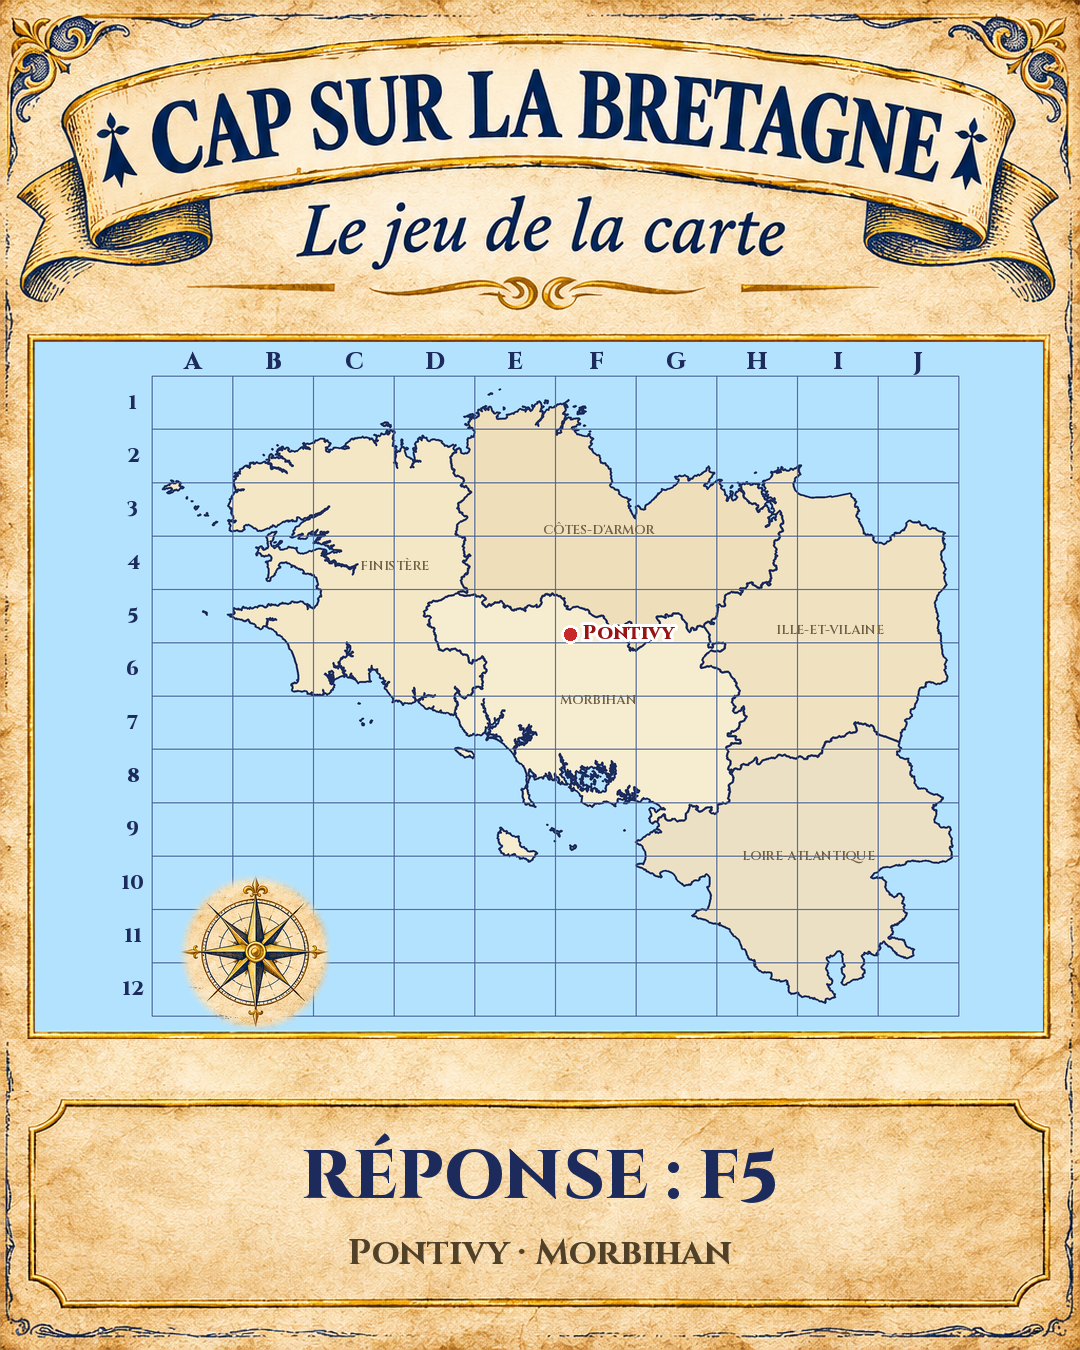 CAP SUR LA BRETAGNE
Le jeu de la carte
A B C D E F G H I J
1
2
3
CÔTES-D'ARMOR
4
FINISTÈRE
5
ILLE-ET-VILAINE
PONTIVY
6
MORBIHAN
7
8
9
LOIRE-ATLANTIQUE
10
11
12
RÉPONSE : F5
PONTIVY · MORBIHAN